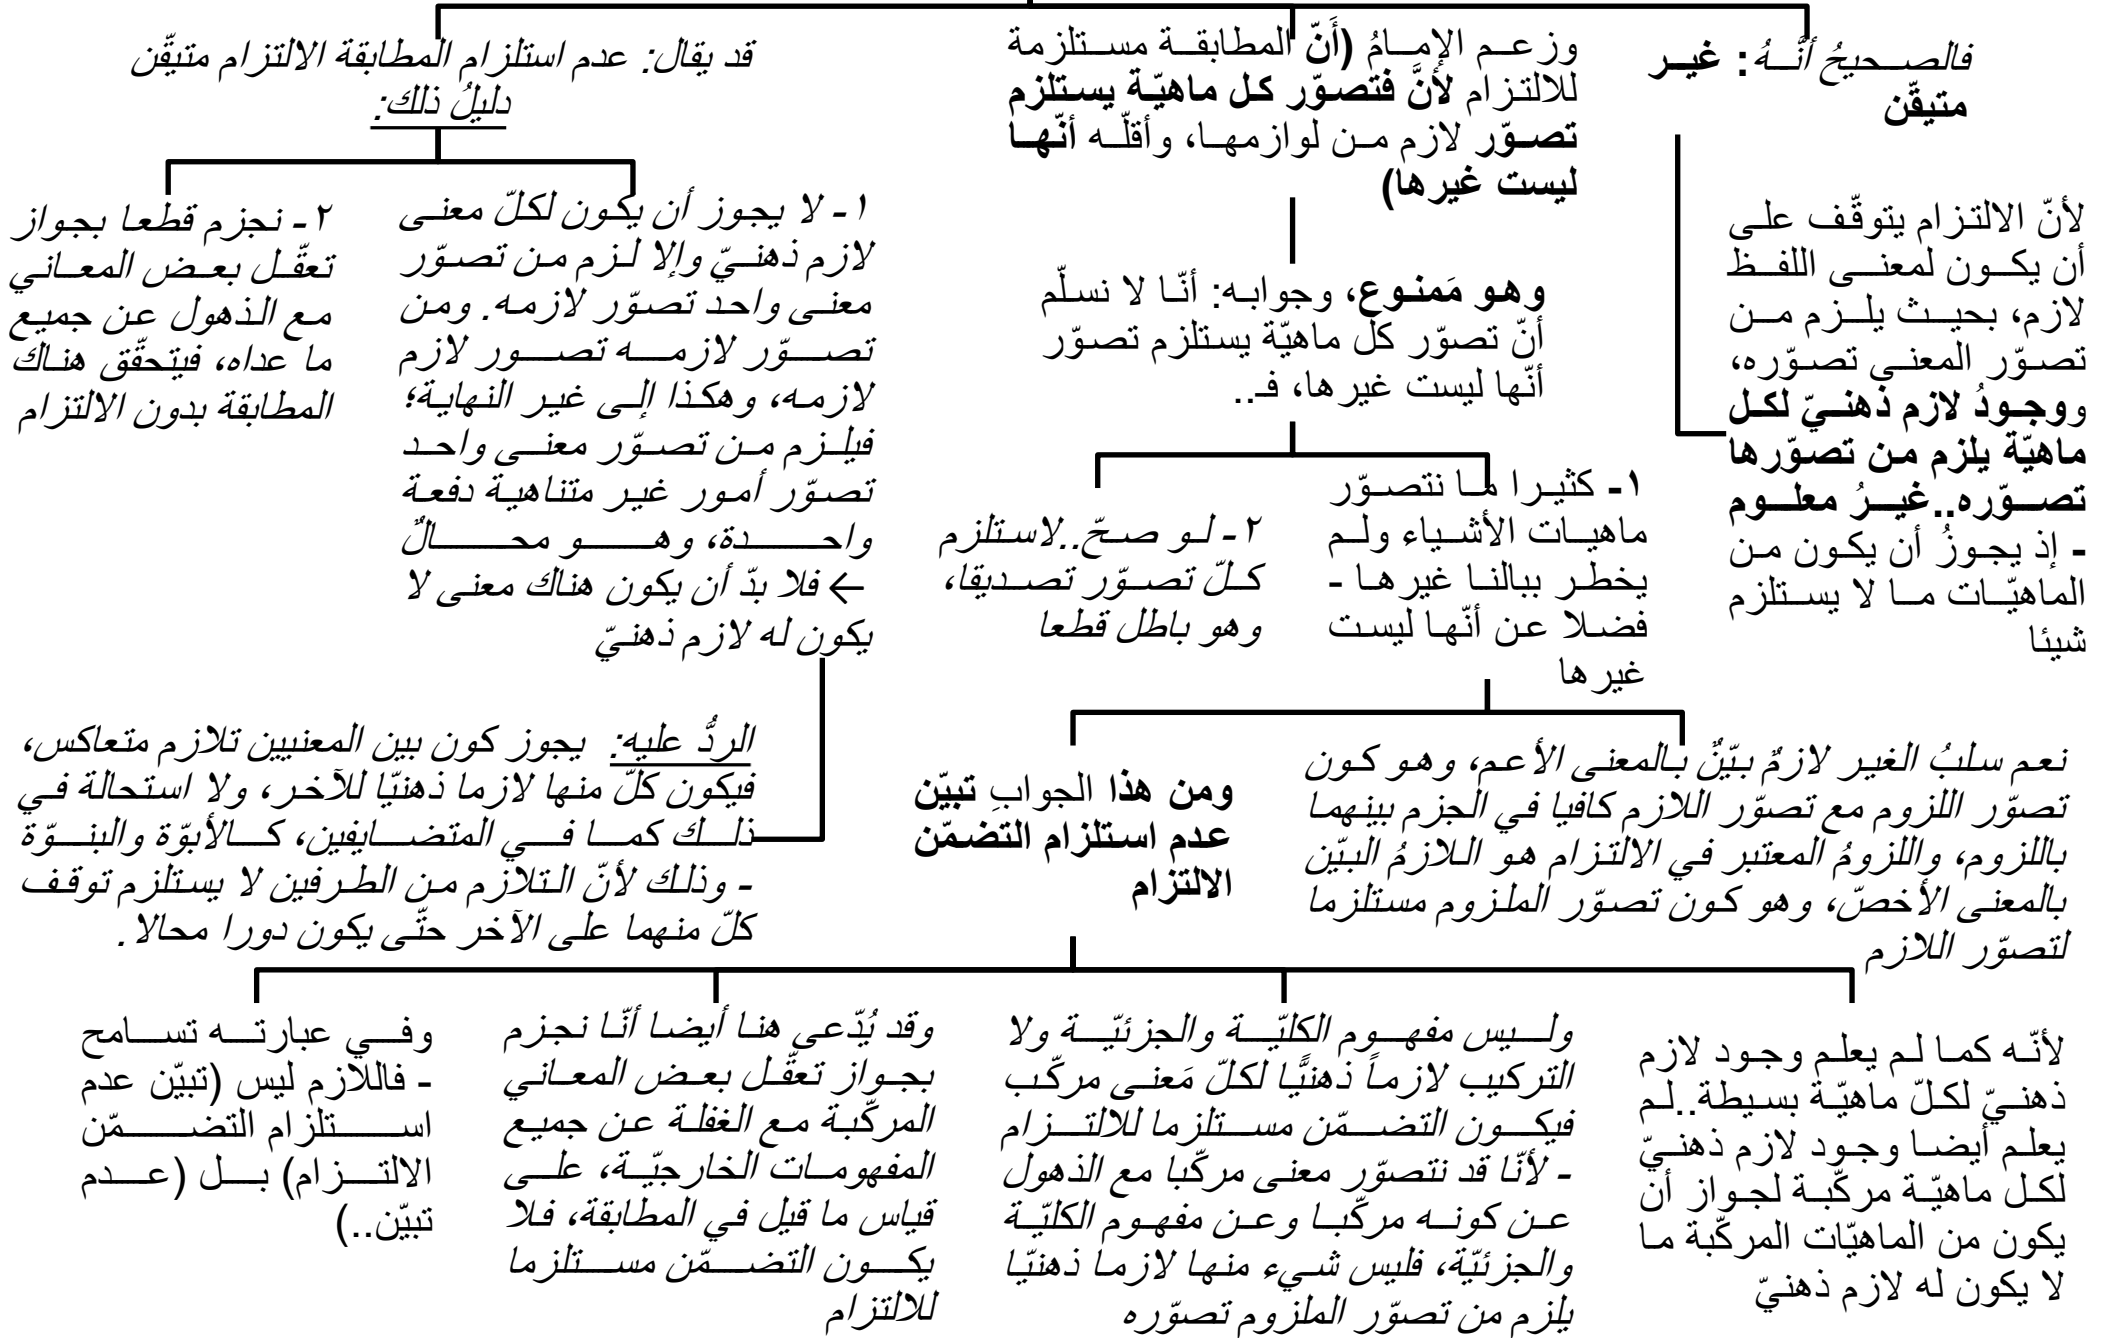 فالصحيحُ أنَّهُ: غير
متيقّن
لأنّ الالتزام يتوقّف على
أن يكون لمعنى اللفظ
لازم، بحيث يلزم من
تصوّر المعنى تصوّره،
ووجودُ لازم ذهنيّ لكل
ماهيّة يلزم من تصوّرها
تصوّره..غيرُ معلوم
- إذ يجوزُ أن يكون من
الماهيّات ما لا يستلزم
شيئا
وزعم الإمامُ (أَنّ المطابقة مستلزمة
للالتزام لأنَّ فتصوّر كل ماهيّة يستلزم
تصوّر لازم من لوازمها، وأقلّه أنّها
ليست غيرها)
وهو مَمنوع، وجوابه: أنّا لا نسلّم
أنّ تصوّر كلّ ماهيّة يستلزم تصوّر
أنّها ليست غيرها، فـ..
١- كثيرا ما نتصوّر
ماهيات الأشياء ولم
يخطر ببالنا غيرها -
فضلا عن أنّها ليست
غيرها
٢- لو صحّ..لاستلزم
كلّ تصوّر تصديقا،
وهو باطل قطعا
نعم سلبُ الغير لازمٌ بيّنٌ بالمعنى الأعم، وهو كون
تصوّر اللزوم مع تصوّر اللازم كافيا في الجزم بينهما
باللزوم، واللزومُ المعتبر في الالتزام هو اللازمُ البيّن
بالمعنى الأخصّ، وهو كون تصوّر الملزوم مستلزما
لتصوّر اللازم
ومن هذا الجوابِ تبيّن
عدم استلزام التضمّن
الالتزام
قد يقال: عدم استلزام المطابقة الالتزام متيقّن
دليلُ ذلك:
١- لا يجوز أن يكون لكلّ معنى
لازم ذهنيّ وإلا لزم من تصوّر
معنى واحد تصوّر لازمه. ومن
تصوّر لازمه تصور لازم
لازمه، وهكذا إلى غير النهاية؛
فيلزم من تصوّر معنى واحد
تصوّر أمور غير متناهية دفعة
واحدة، وهو محالٌ
← فلا بدّ أن يكون هناك معنى لا
يكون له لازم ذهنيّ
٢- نجزم قطعا بجواز
تعقّل بعض المعاني
مع الذهول عن جميع
ما عداه، فيتحقّق هناك
المطابقة بدون الالتزام
الردُّ عليه: يجوز كون بين المعنيين تلازم متعاكس،
فيكون كلّ منها لازما ذهنيّا للآخر، ولا استحالة في
ذلك كما في المتضايفين، كالأبوّة والبنوّة
- وذلك لأنّ التلازم من الطرفين لا يستلزم توقف
كلّ منهما على الآخر حتّى يكون دورا محالا.
لأنّه كما لم يعلم وجود لازم
ذهنيّ لكلّ ماهيّة بسيطة..لم
يعلم أيضا وجود لازم ذهنيّ
لكل ماهيّة مركّبة لجواز أن
يكون من الماهيّات المركّبة ما
لا يكون له لازم ذهنيّ
وليس مفهوم الكليّة والجزئيّة ولا
التركيب لازماً ذهنيًّا لكلّ مَعنى مركّب
فيكون التضمّن مستلزما للالتزام
- لأنّا قد نتصوّر معنى مركّبا مع الذهول
عن كونه مركّبا وعن مفهوم الكليّة
والجزئيّة، فليس شيء منها لازما ذهنيّا
يلزم من تصوّر الملزوم تصوّره
وقد يُدّعى هنا أيضا أنّا نجزم
بجواز تعقّل بعض المعاني
المركّبة مع الغفلة عن جميع
المفهومات الخارجيّة، على
قياس ما قيل في المطابقة، فلا
يكون التضمّن مستلزما
للالتزام
وفي عبارته تسامح
- فاللازم ليس (تبيّن عدم
استلزام التضمّن
الالتزام) بل (عدم
تبيّن..)